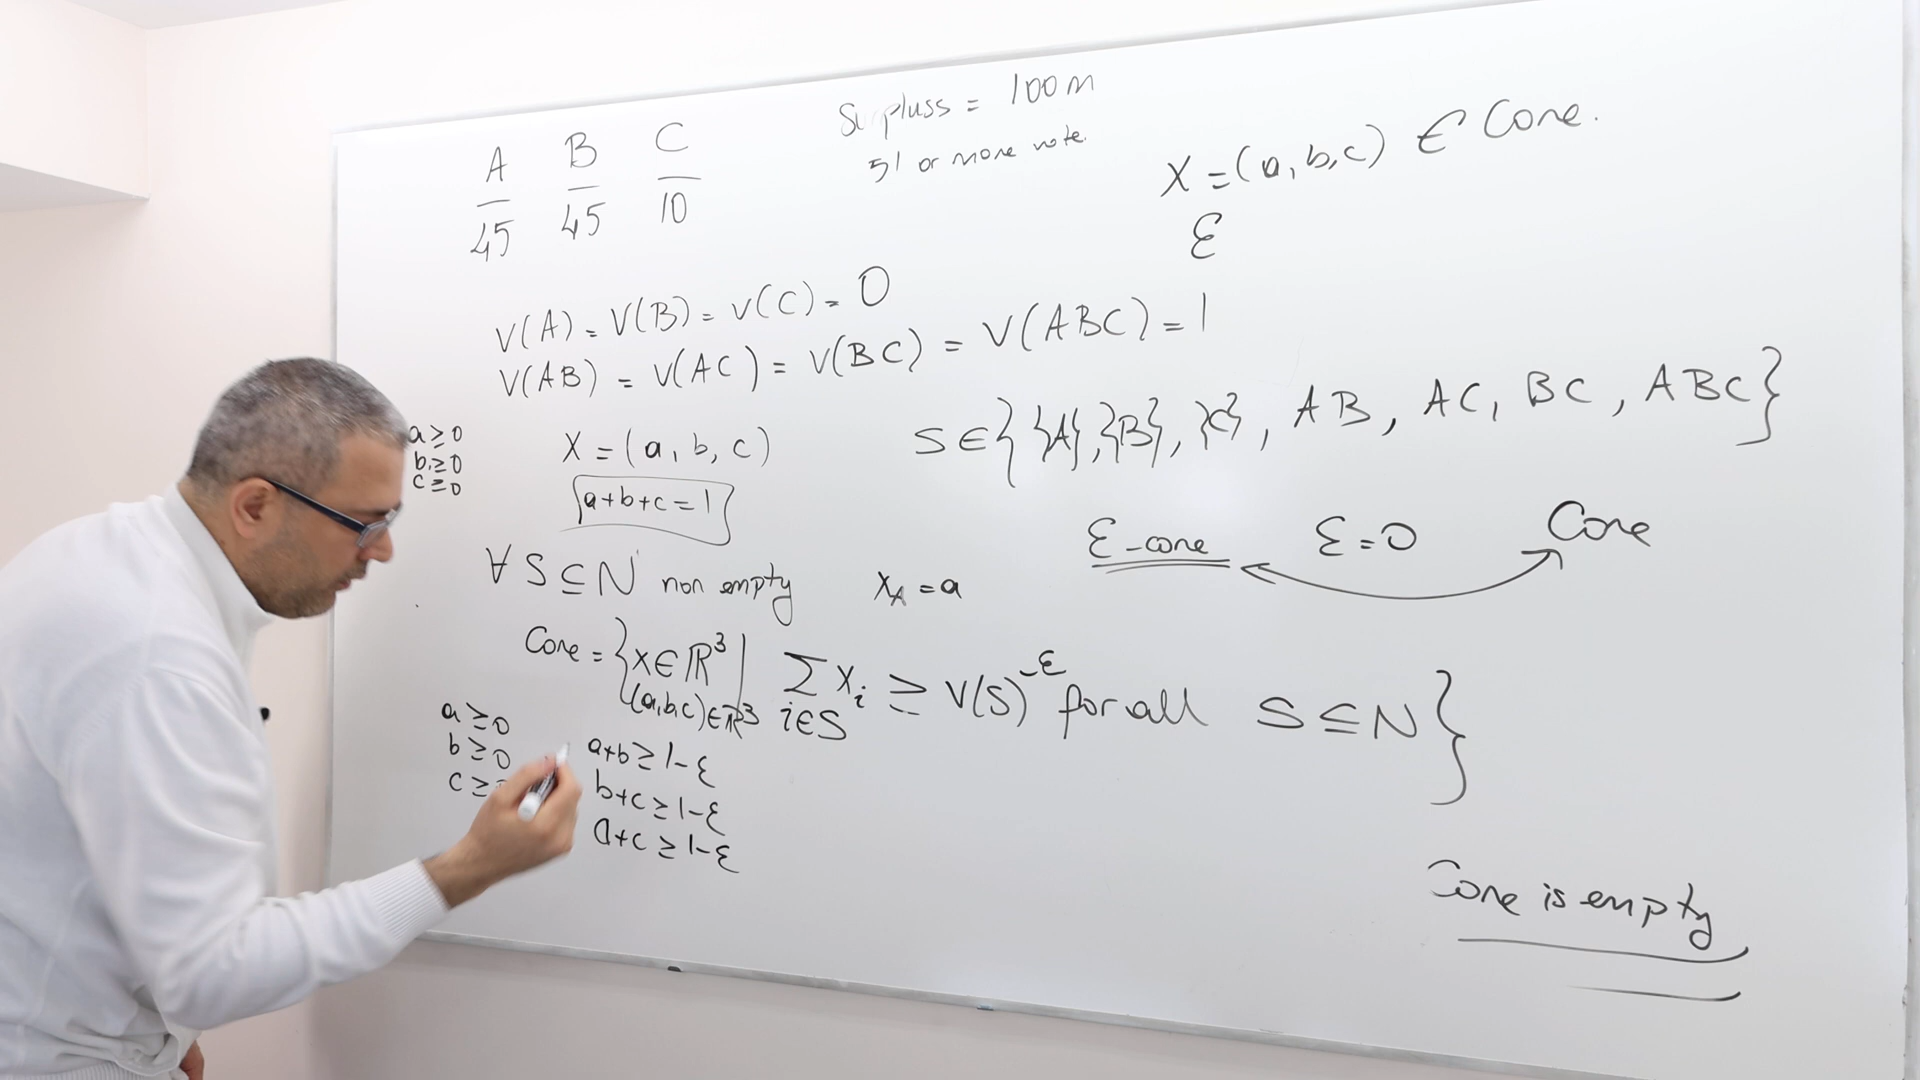 A B C
45 45 10
Surpluss = 100m
51 or more vote.
X = (a, b, c) ∈ Core.
ε
V(A) = V(B) = V(C) = 0
V(AB) = V(AC) = V(BC) = V(ABC) = 1
S ∈ { {A}, {B}, {C}, AB, AC, BC, ABC }
a ≥ 0
b ≥ 0
c ≥ 0
X = (a, b, c)
a+b+c = 1
ε-core ε = 0 Core
∀ S ⊆ N non empty
X_A = a
Core = { x ∈ ℝ³ | Σ x_i ≥ V(S) - ε for all S ⊆ N }
(a,b,c) ∈ ℝ³ i∈S
a ≥ 0
b ≥ 0
c ≥
a+b ≥ 1-ε
b+c ≥ 1-ε
a+c ≥ 1-ε
Core is empty